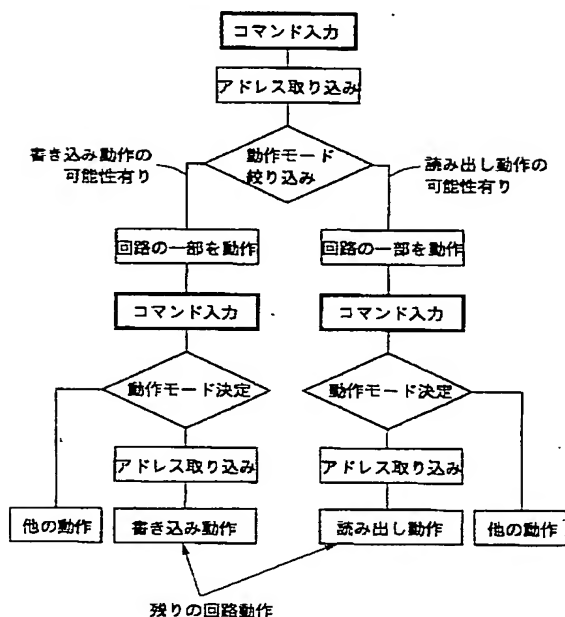 コマンド入力
アドレス取り込み
動作モード
絞り込み
書き込み動作の
可能性有り
読み出し動作の
可能性有り
回路の一部を動作
回路の一部を動作
コマンド入力
コマンド入力
動作モード決定
動作モード決定
アドレス取り込み
アドレス取り込み
他の動作
書き込み動作
読み出し動作
他の動作
残りの回路動作